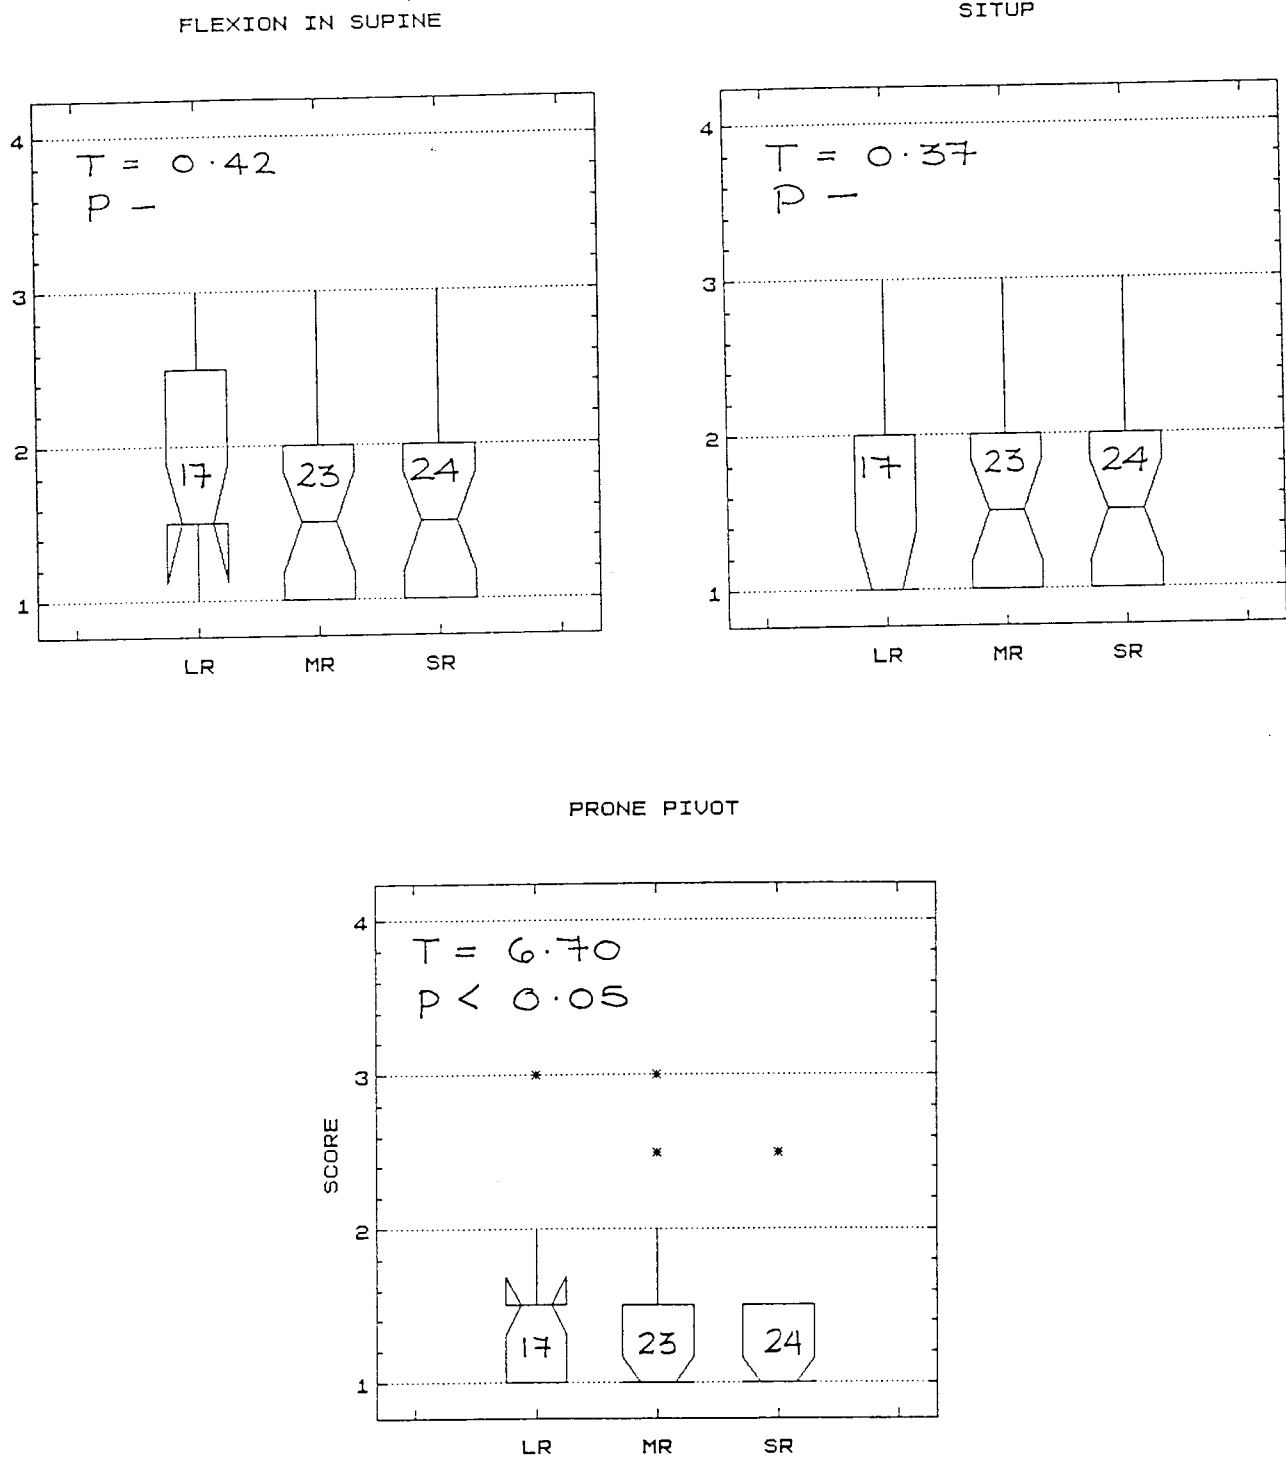 FLEXION IN SUPINE
4
T = 0.42
P –
3
2
17 23 24
1
LR MR SR
SITUP
4
T = 0.37
P –
3
2
17 23 24
1
LR MR SR
PRONE PIVOT
4
T = 6.70
P < 0.05
3
SCORE
2
17 23 24
1
LR MR SR